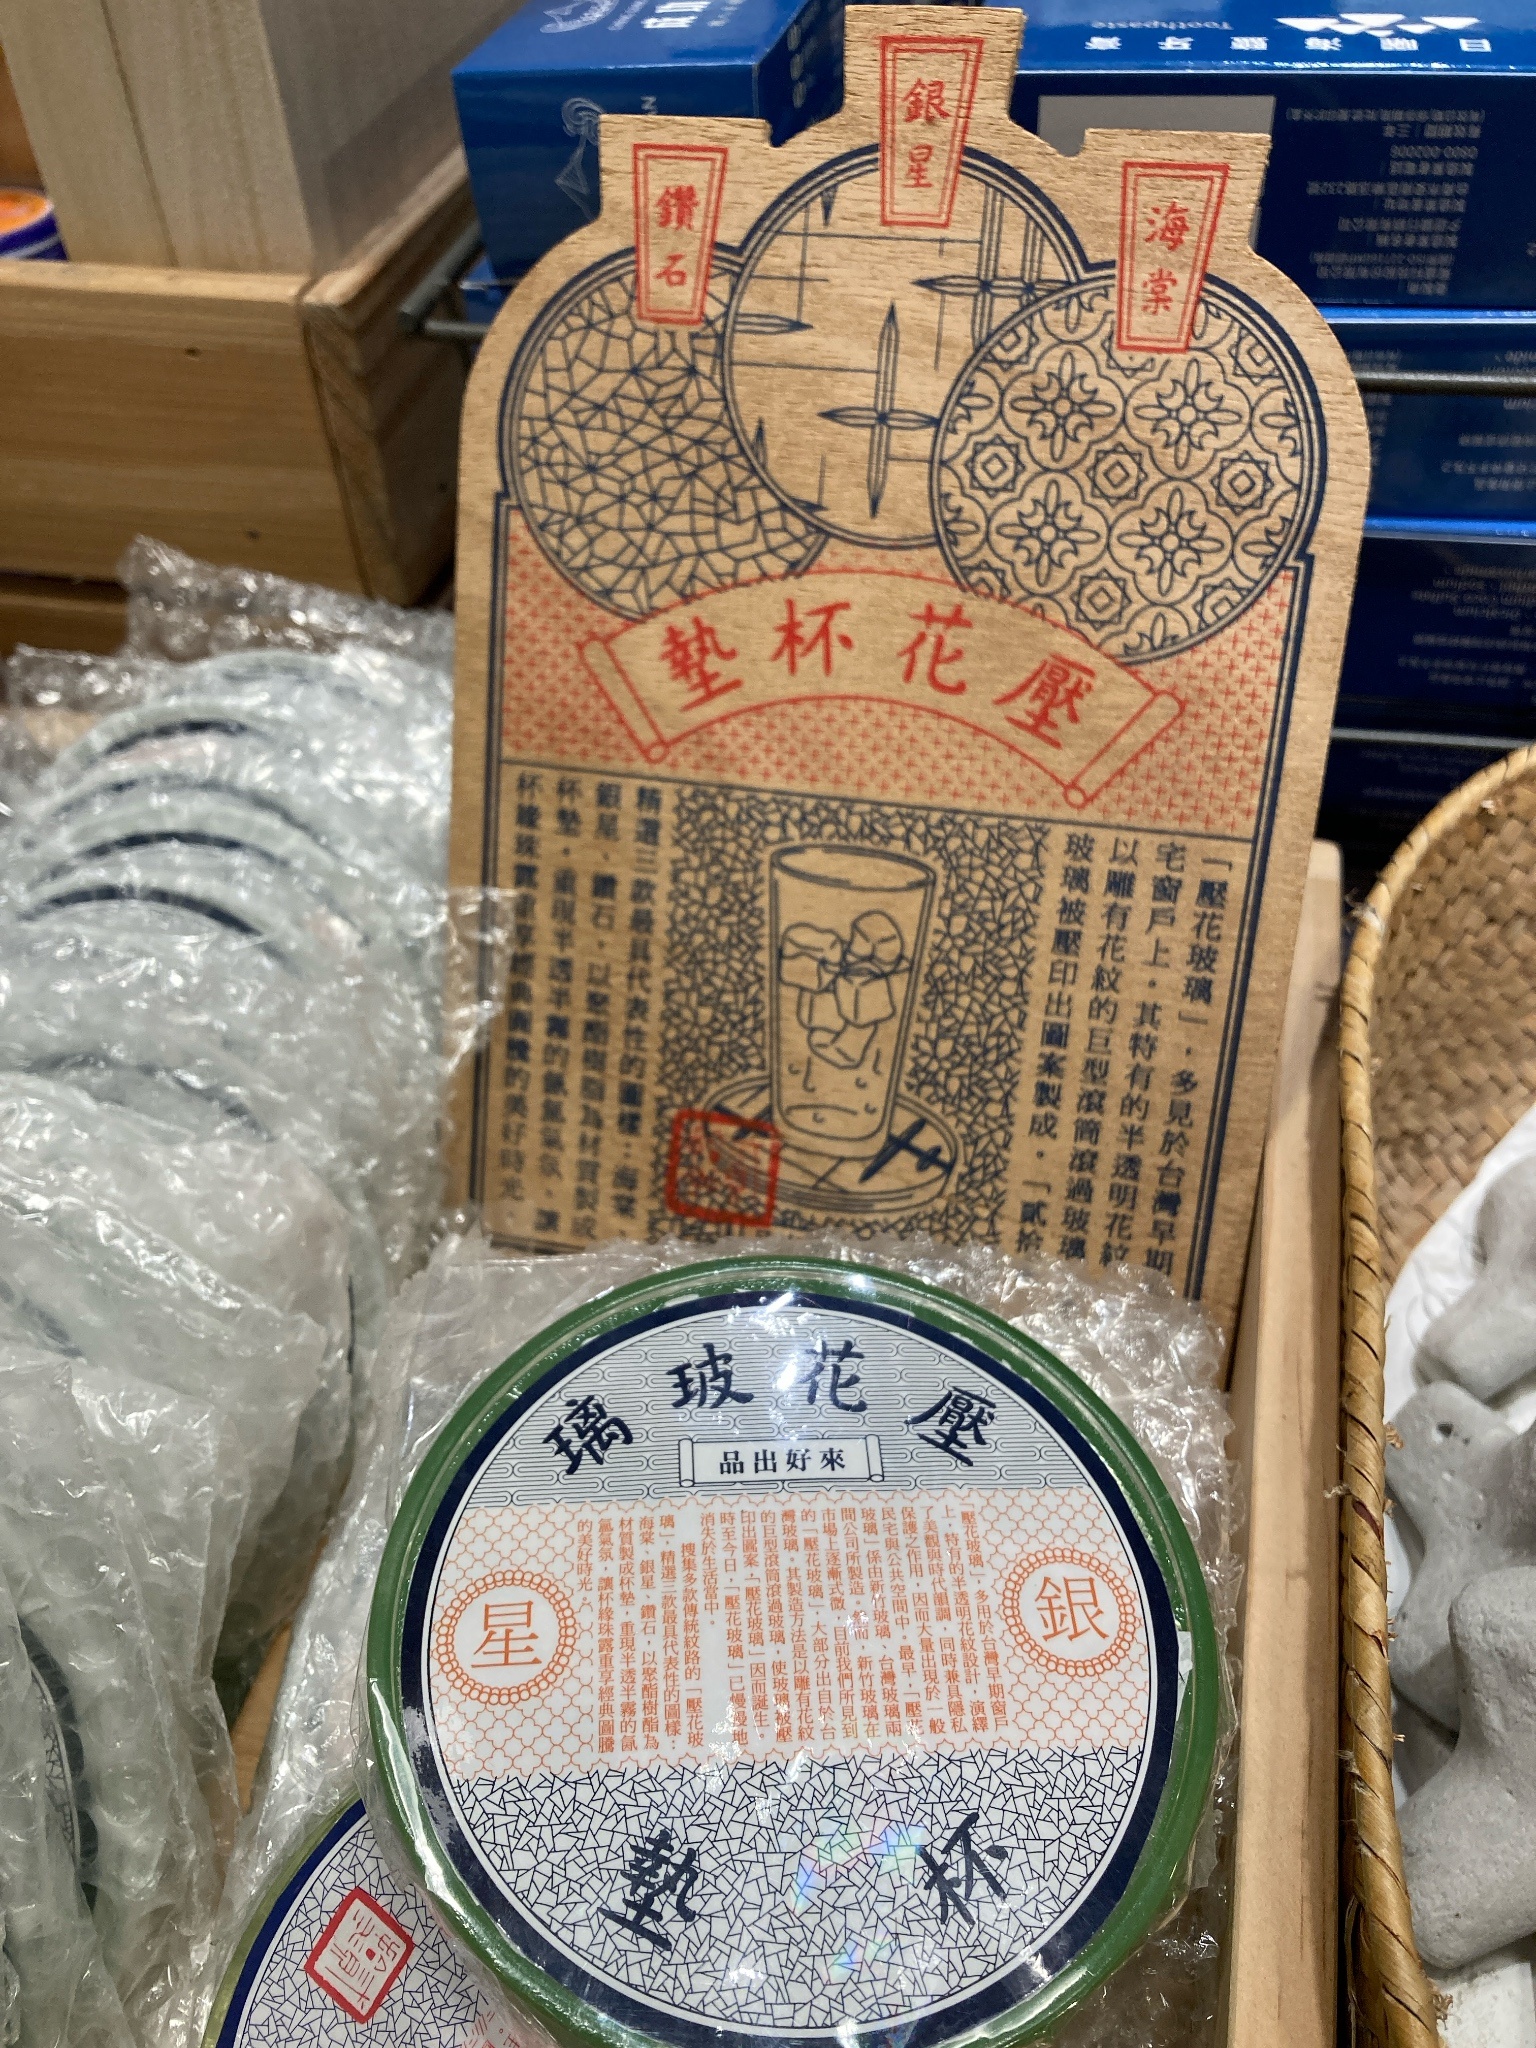 鑽石
銀星
海棠
壓花杯墊
「壓花玻璃」，多見於台灣早期
宅窗戶上。其特有的半透明花紋
以雕有花紋的巨型滾筒滾過玻璃
玻璃被壓印出圖案製成。「貳拾
精選三款最具代表性的圖樣：海棠、
銀星、鑽石，以聚酯樹脂為材質製成
杯墊，重現半透半霧的氤氳氣氛，讓
杯緣珠露重享經典圖騰的美好時光
壓花玻璃
來好出品
銀
星
「壓花玻璃」，多用於台灣早期窗戶
上，特有的半透明花紋設計，演繹
了美觀與時代韻調，同時兼具隱私
保護之作用，因而大量出現於一般
民宅與公共空間中。最早，「壓花
玻璃」係由新竹玻璃、台灣玻璃兩
間公司所製造。然而，新竹玻璃在
市場上逐漸式微，目前我們所見到
的「壓花玻璃」，大部分出自於台
灣玻璃。其製造方法是以雕有花紋
的巨型滾筒滾過玻璃，使玻璃被壓
印出圖案，「壓花玻璃」因而誕生。
時至今日，「壓花玻璃」已慢慢地
消失於生活當中。
搜集多款傳統紋路的「壓花玻
璃」，精選三款最具代表性的圖樣：
海棠、銀星、鑽石，以聚酯樹脂為
材質製成杯墊，重現半透半霧的氤
氳氣氛，讓杯緣珠露重享經典圖騰
的美好時光。
杯墊
日曬海鹽牙膏
Toothpaste